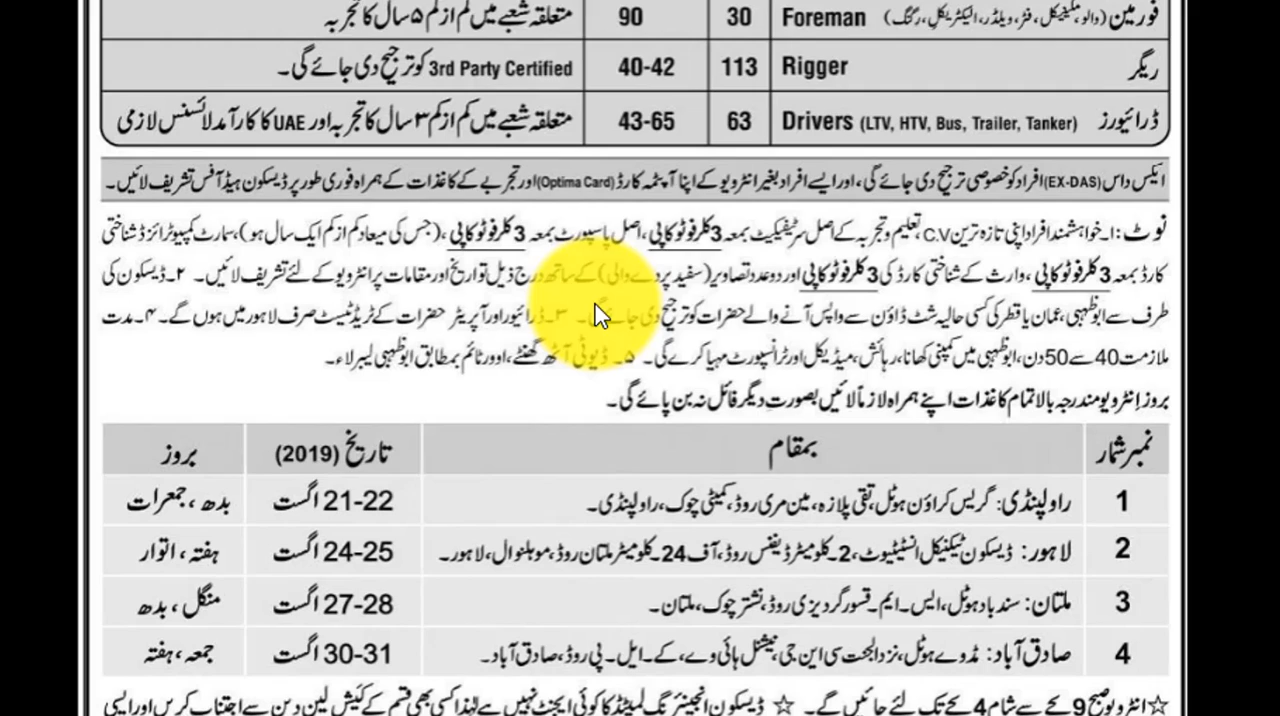 فورمین (والو، مکینیکل، فٹر، ویلڈر، الیکٹریکل، رگنگ) Foreman 30 90 متعلقہ شعبے میں کم از کم ۵ سال کا تجربہ
ریگر Rigger 113 40-42 3rd Party Certified کو ترجیح دی جائے گی۔
ڈرائیورز Drivers (LTV, HTV, Bus, Trailer, Tanker) 63 43-65 متعلقہ شعبے میں کم از کم ۳ سال کا تجربہ اور UAE کا کارآمد لائسنس لازمی
ایکس داس (EX-DAS) افراد کو خصوصی ترجیح دی جائے گی، اور ایسے افراد بغیر انٹرویو کے اپنا آپٹمہ کارڈ (Optima Card) اور تجربے کے کاغذات کے ہمراہ فوری طور پر ڈیسکون ہیڈ آفس تشریف لائیں۔
نوٹ: ۱۔ خواہشمند افراد اپنی تازہ ترین C.V، تعلیم و تجربہ کے اصل سرٹیفکیٹ بمعہ 3 کلر فوٹو کاپی، اصل پاسپورٹ بمعہ 3 کلر فوٹو کاپی، (جس کی میعاد کم از کم ایک سال ہو)، سمارٹ کمپیوٹرائزڈ شناختی
کارڈ بمعہ 3 کلر فوٹو کاپی، وارث کے شناختی کارڈ کی 3 کلر فوٹو کاپی اور دو عدد تصاویر (سفید پردے والی) کے ساتھ درج ذیل تواریخ اور مقامات پر انٹرویو کے لئے تشریف لائیں۔ ۲۔ ڈیسکون کی
طرف سے ابوظہبی، عمان یا قطر کی کسی حالیہ شٹ ڈاؤن سے واپس آنے والے حضرات کو ترجیح دی جائے گی۔ ۳۔ ڈرائیور اور آپریٹر حضرات کے ٹریڈ ٹیسٹ صرف لاہور میں ہوں گے۔ ۴۔ مدت
ملازمت 40 سے 50 دن، ابوظہبی میں کمپنی کھانا، رہائش، میڈیکل اور ٹرانسپورٹ مہیا کرے گی۔ ۵۔ ڈیوٹی آٹھ گھنٹے، اوور ٹائم بمطابق ابوظہبی لیبر لاء۔
بروز انٹرویو مندرجہ بالا تمام کاغذات اپنے ہمراہ لازماً لائیں بصورت دیگر فائل نہ بن پائے گی۔
نمبر شمار بمقام تاریخ (2019) بروز
1 راولپنڈی: گریس کراؤن ہوٹل، تقی پلازہ، مین مری روڈ، کمیٹی چوک، راولپنڈی۔ 21-22 اگست بدھ، جمعرات
2 لاہور: ڈیسکون ٹیکنیکل انسٹیٹیوٹ، 2۔کلومیٹر ڈیفنس روڈ، آف 24۔کلومیٹر ملتان روڈ، موہلنوال، لاہور۔ 24-25 اگست ہفتہ، اتوار
3 ملتان: سندباد ہوٹل، ایس۔ایم۔قسور گردیزی روڈ، نشتر چوک، ملتان۔ 27-28 اگست منگل، بدھ
4 صادق آباد: مڈوے ہوٹل، نزد الجنت سی این جی، نیشنل ہائی وے، کے۔ایل۔پی روڈ، صادق آباد۔ 30-31 اگست جمعہ، ہفتہ
☆ انٹرویو صبح 9 بجے سے شام 4 بجے تک لئے جائیں گے۔ ☆ ڈیسکون انجینئرنگ لمیٹڈ کا کوئی ایجنٹ نہیں ہے لہٰذا کسی بھی قسم کے کیش لین دین سے اجتناب کریں اور ایسی